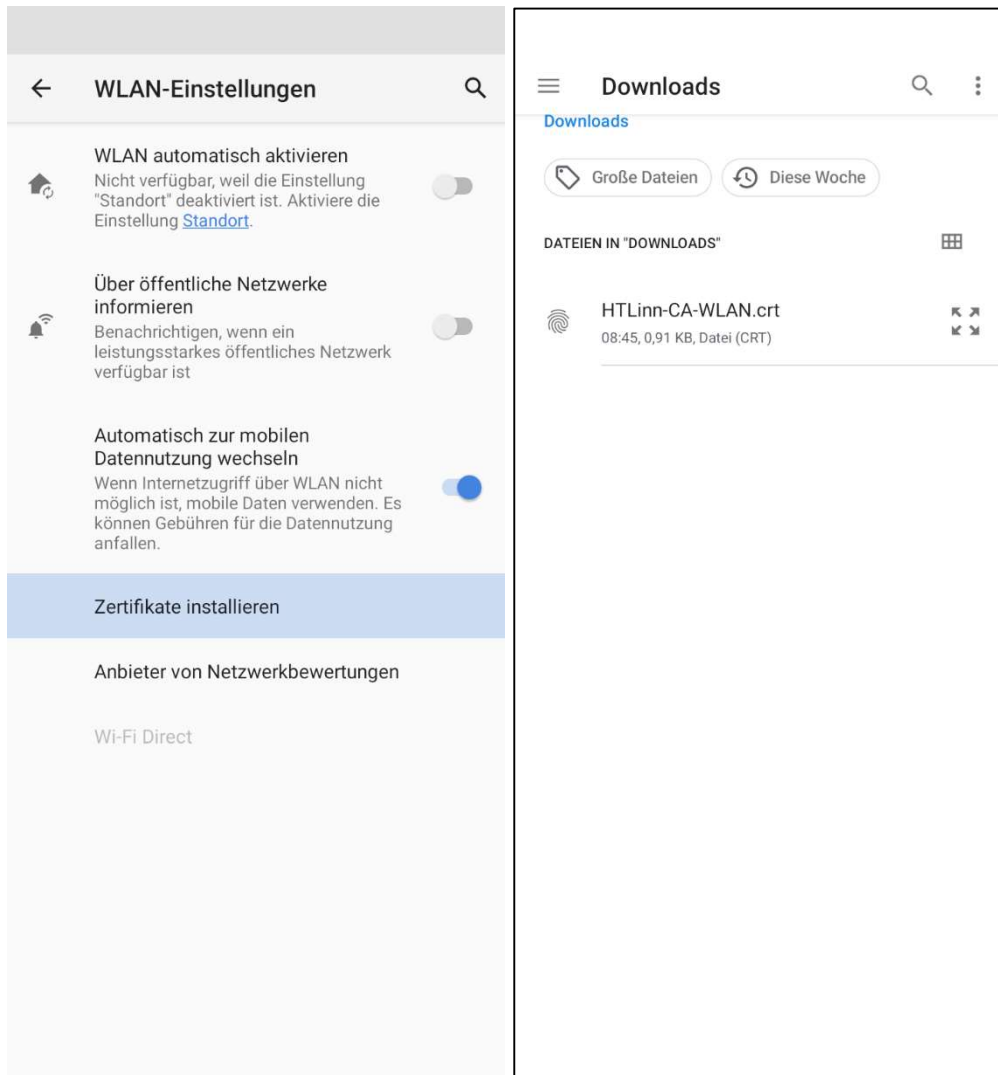 WLAN-Einstellungen
WLAN automatisch aktivieren
Nicht verfügbar, weil die Einstellung
"Standort" deaktiviert ist. Aktiviere die
Einstellung Standort.
Über öffentliche Netzwerke
informieren
Benachrichtigen, wenn ein
leistungsstarkes öffentliches Netzwerk
verfügbar ist
Automatisch zur mobilen
Datennutzung wechseln
Wenn Internetzugriff über WLAN nicht
möglich ist, mobile Daten verwenden. Es
können Gebühren für die Datennutzung
anfallen.
Zertifikate installieren
Anbieter von Netzwerkbewertungen
Wi-Fi Direct
Downloads
Downloads
Große Dateien
Diese Woche
DATEIEN IN "DOWNLOADS"
HTLinn-CA-WLAN.crt
08:45, 0,91 KB, Datei (CRT)